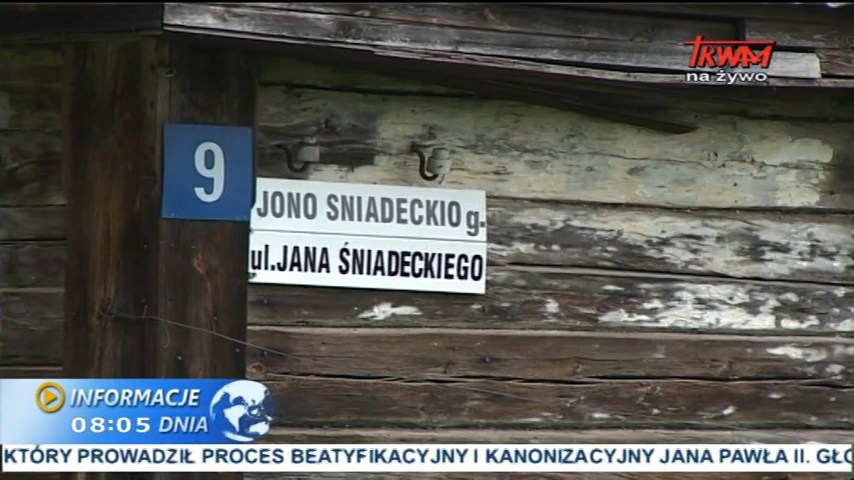 TRWAM
na żywo
9
JONO SNIADECKIO g.
ul.JANA ŚNIADECKIEGO
INFORMACJE
08:05 DNIA
KTÓRY PROWADZIŁ PROCES BEATYFIKACYJNY I KANONIZACYJNY JANA PAWŁA II. GŁO